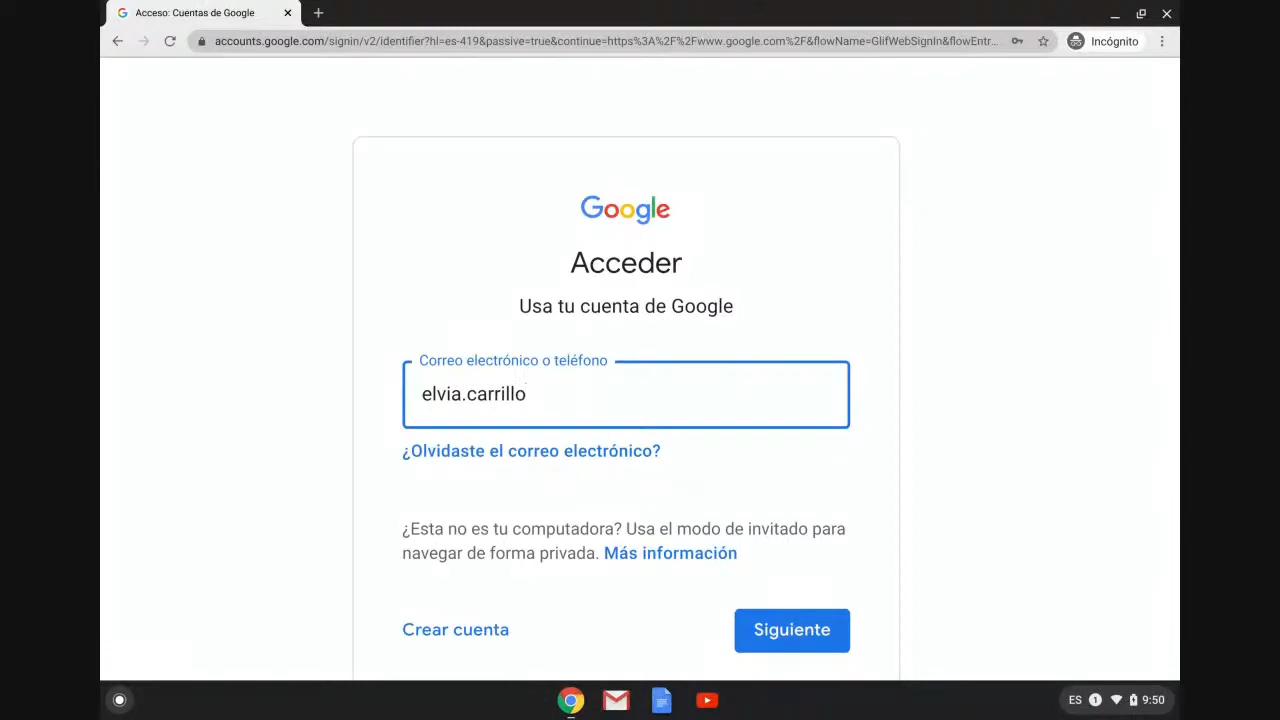 Acceso: Cuentas de Google
accounts.google.com/signin/v2/identifier?hl=es-419&passive=true&continue=https%3A%2F%2Fwww.google.com%2F&flowName=GlifWebSignIn&flowEntr...
Incógnito
Google
Acceder
Usa tu cuenta de Google
Correo electrónico o teléfono
elvia.carrillo
¿Olvidaste el correo electrónico?
¿Esta no es tu computadora? Usa el modo de invitado para
navegar de forma privada. Más información
Crear cuenta
Siguiente
ES 1 9:50